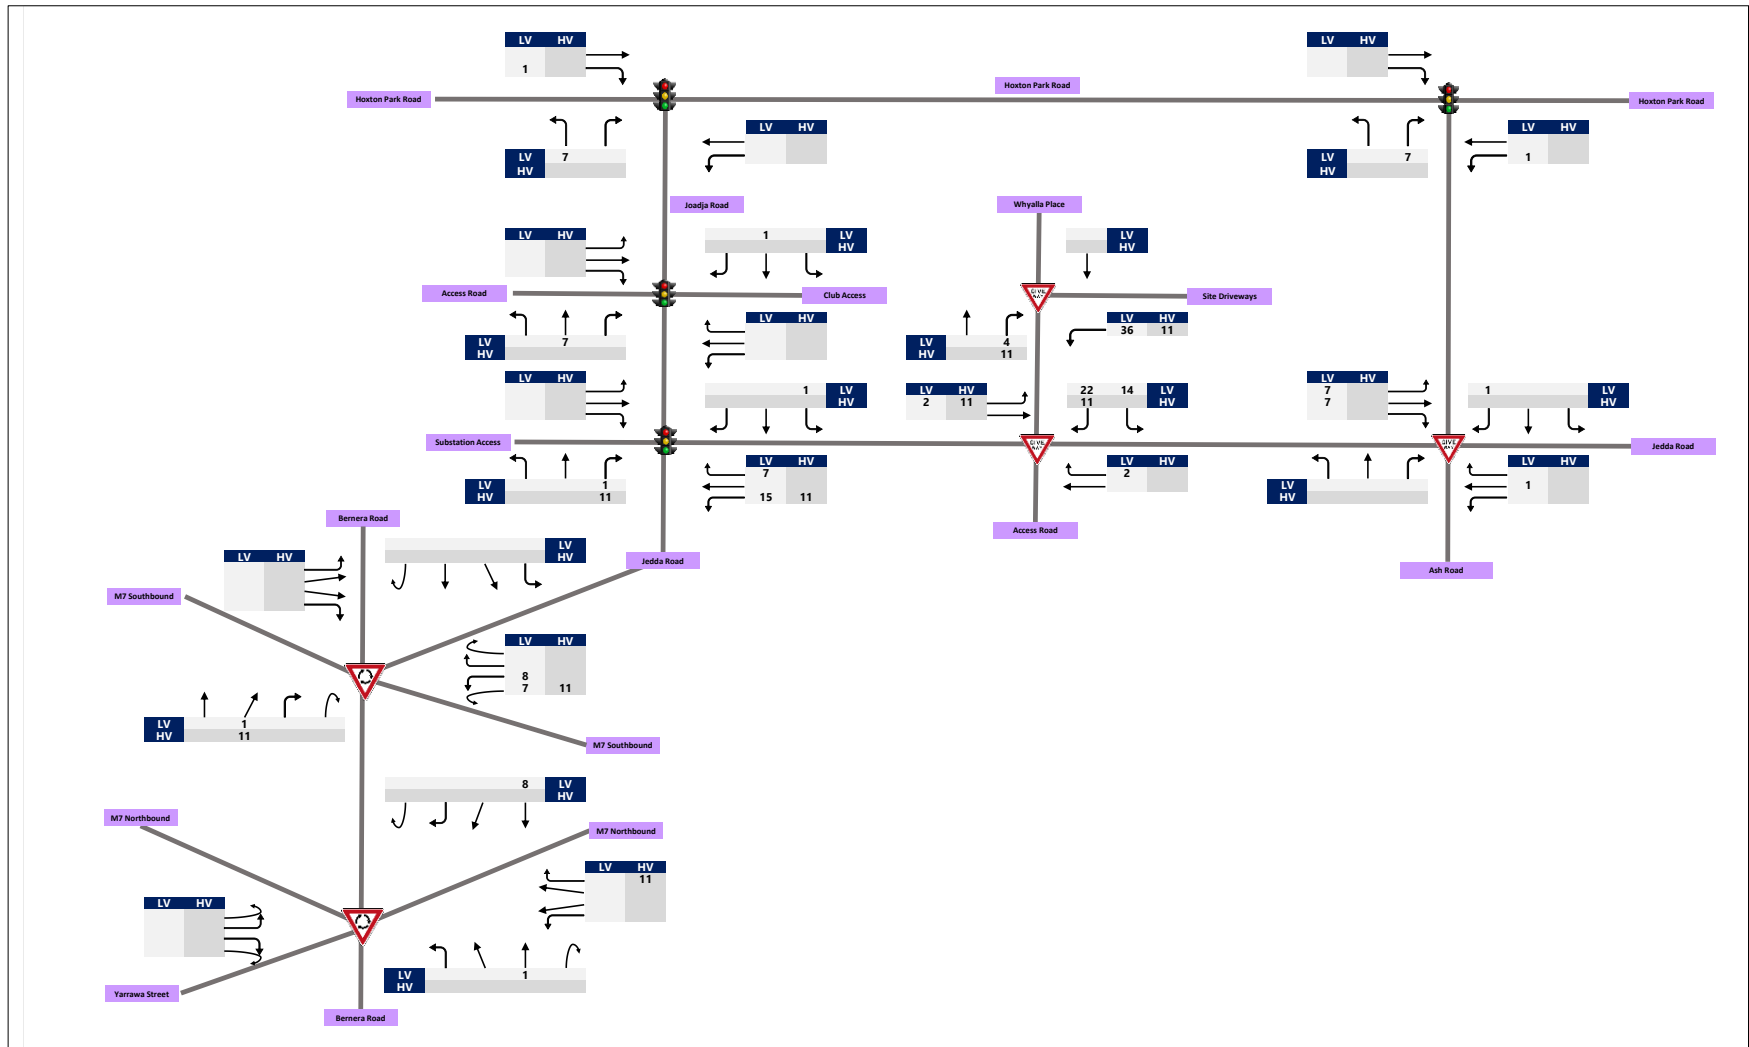 LV HV
1
LV HV
Hoxton Park Road
Hoxton Park Road
Hoxton Park Road
LV 7
HV
LV HV
LV 7
HV
LV HV
1
Joadja Road
Whyalla Place
LV HV
1 LV
HV
LV
HV
Access Road
Club Access
Site Driveways
LV 7
HV
LV HV
LV 4
HV 11
LV HV
36 11
GIVE WAY
LV HV
1 LV
HV
LV HV
2 11
22 14 LV
11 HV
LV HV
7
7
1 LV
HV
Substation Access
Jedda Road
GIVE WAY
GIVE WAY
LV 1
HV 11
LV HV
7
15 11
LV HV
2
LV
HV
LV HV
1
Bernera Road
Access Road
LV HV
LV
HV
Jedda Road
Ash Road
M7 Southbound
LV HV
8
7 11
LV 1
HV 11
M7 Southbound
8 LV
HV
M7 Northbound
M7 Northbound
LV HV
11
LV HV
LV 1
HV
Yarrawa Street
Bernera Road